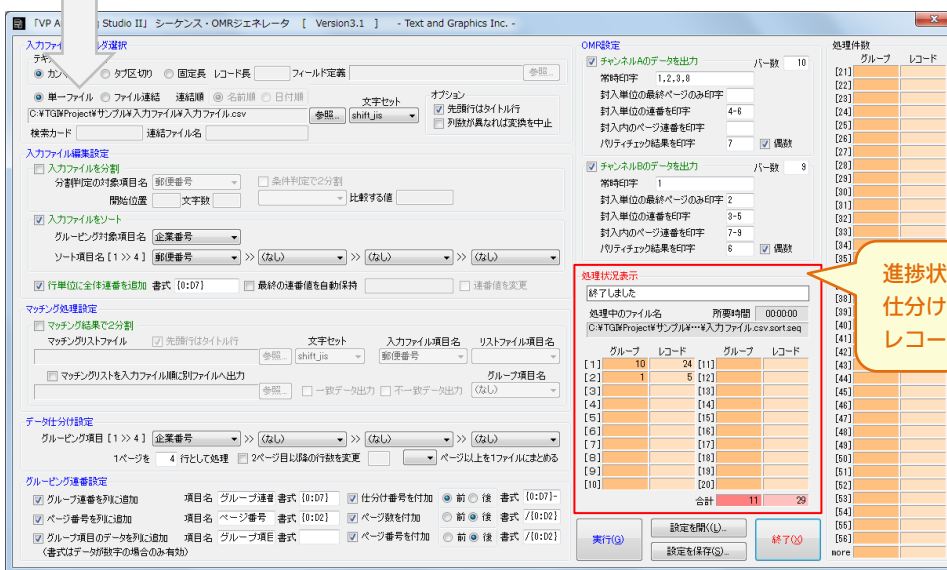 「VP A Studio II」 シーケンス・OMRジェネレータ [ Version3.1 ] - Text and Graphics Inc. -
入力ファイ ルダ選択
カン タブ区切り 固定長 レコード長 フィールド定義 参照...
単一ファイル ファイル連結 連結順 名前順 日付順 文字セット オプション
C:¥TGI¥Project¥サンプル¥入力ファイル¥入力ファイル.csv 参照... shift_jis 先頭行はタイトル行
列数が異なれば変換を中止
検索カード 連結ファイル名
入力ファイル編集設定
入力ファイルを分割
分割判定の対象項目名 郵便番号 条件判定で2分割
開始位置 文字数 比較する値
入力ファイルをソート
グルーピング対象項目名 企業番号
ソート項目名 [1 >> 4] 郵便番号 >> (なし) >> (なし) >> (なし)
行単位に全体連番を追加 書式 {0:D7} 最終の連番値を自動保持 連番値を変更
マッチング処理設定
マッチング結果で2分割
マッチングリストファイル 先頭行はタイトル行 文字セット 入力ファイル項目名 リストファイル項目名
参照... shift_jis 郵便番号
マッチングリストを入力ファイル順に別ファイルへ出力 グループ項目名
参照... 一致データ出力 不一致データ出力 (なし)
データ仕分け設定
グルーピング項目 [1 >> 4] 企業番号 >> (なし) >> (なし) >> (なし)
1ページを 4 行として処理 2ページ目以降の行数を変更 ページ以上を1ファイルにまとめる
グルーピング連番設定
グループ連番を列に追加 項目名 グループ連番 書式 {0:D7} 仕分け番号を付加 前 後 書式 {0:D7}-
ページ番号を列に追加 項目名 ページ番号 書式 {0:D2} ページ数を付加 前 後 書式 /{0:D2}
グループ項目のデータを列に追加 項目名 グループ項目 書式 ページ番号を付加 前 後 書式 /{0:D2}
(書式はデータが数字の場合のみ有効)
OMR設定
チャンネルAのデータを出力 バー数 10
常時印字 1,2,3,8
封入単位の最終ページのみ印字
封入単位の連番を印字 4-6
封入内のページ連番を印字
パリティチェック結果を印字 7 偶数
チャンネルBのデータを出力 バー数 9
常時印字 1
封入単位の最終ページのみ印字 2
封入単位の連番を印字 3-5
封入内のページ連番を印字 7-9
パリティチェック結果を印字 6 偶数
処理状況表示
終了しました
処理中のファイル名 所要時間 00:00:00
C:¥TGI¥Project¥サンプル¥…¥入力ファイル.csv.sort.seq
グループ レコード グループ レコード
[1] 10 24 [11]
[2] 1 5 [12]
[3] [13]
[4] [14]
[5] [15]
[6] [16]
[7] [17]
[8] [18]
[9] [19]
[10] [20]
合計 11 29
実行(G) 設定を開く(L)... 終了(X)
設定を保存(S)...
処理件数
グループ レコード
[21]
[22]
[23]
[24]
[25]
[26]
[27]
[28]
[29]
[30]
[31]
[32]
[33]
[34]
[35]
[38]
[39]
[40]
[41]
[42]
[43]
[44]
[45]
[46]
[47]
[48]
[49]
[50]
[51]
[52]
[53]
[54]
[55]
[56]
more
進捗状
仕分け
レコー